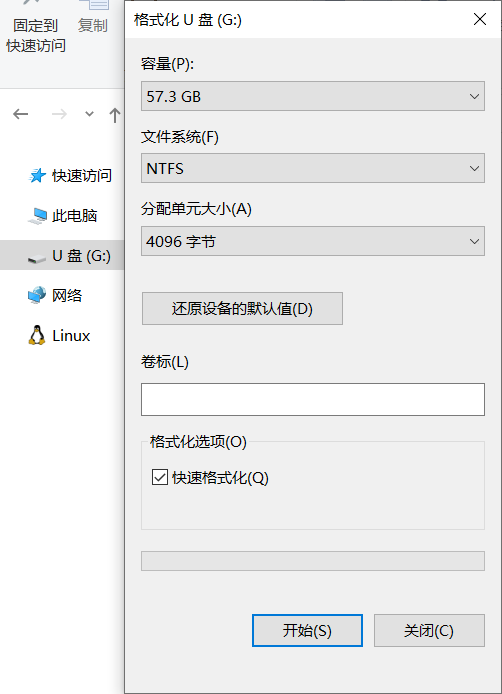 固定到
快速访问
复制
快速访问
此电脑
U 盘 (G:)
网络
Linux
格式化 U 盘 (G:)
容量(P):
57.3 GB
文件系统(F)
NTFS
分配单元大小(A)
4096 字节
还原设备的默认值(D)
卷标(L)
格式化选项(O)
快速格式化(Q)
开始(S)
关闭(C)